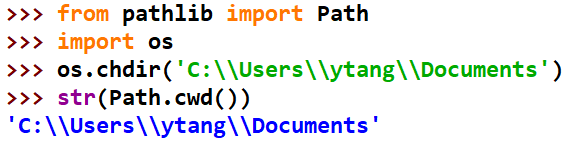 >>> from pathlib import Path
>>> import os
>>> os.chdir('C:\\Users\\ytang\\Documents')
>>> str(Path.cwd())
'C:\\Users\\ytang\\Documents'